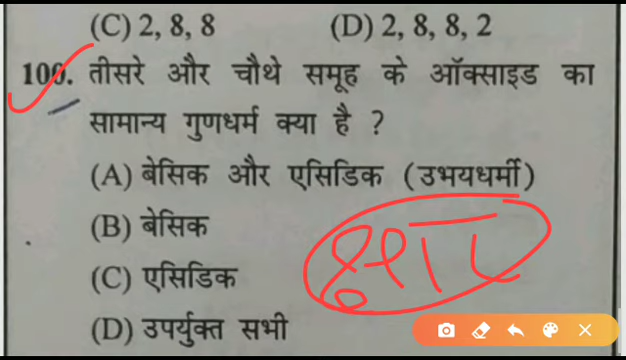 (C) 2, 8, 8 (D) 2, 8, 8, 2
100. तीसरे और चौथे समूह के ऑक्साइड का
सामान्य गुणधर्म क्या है ?
(A) बेसिक और एसिडिक (उभयधर्मी)
(B) बेसिक
(C) एसिडिक
(D) उपर्युक्त सभी